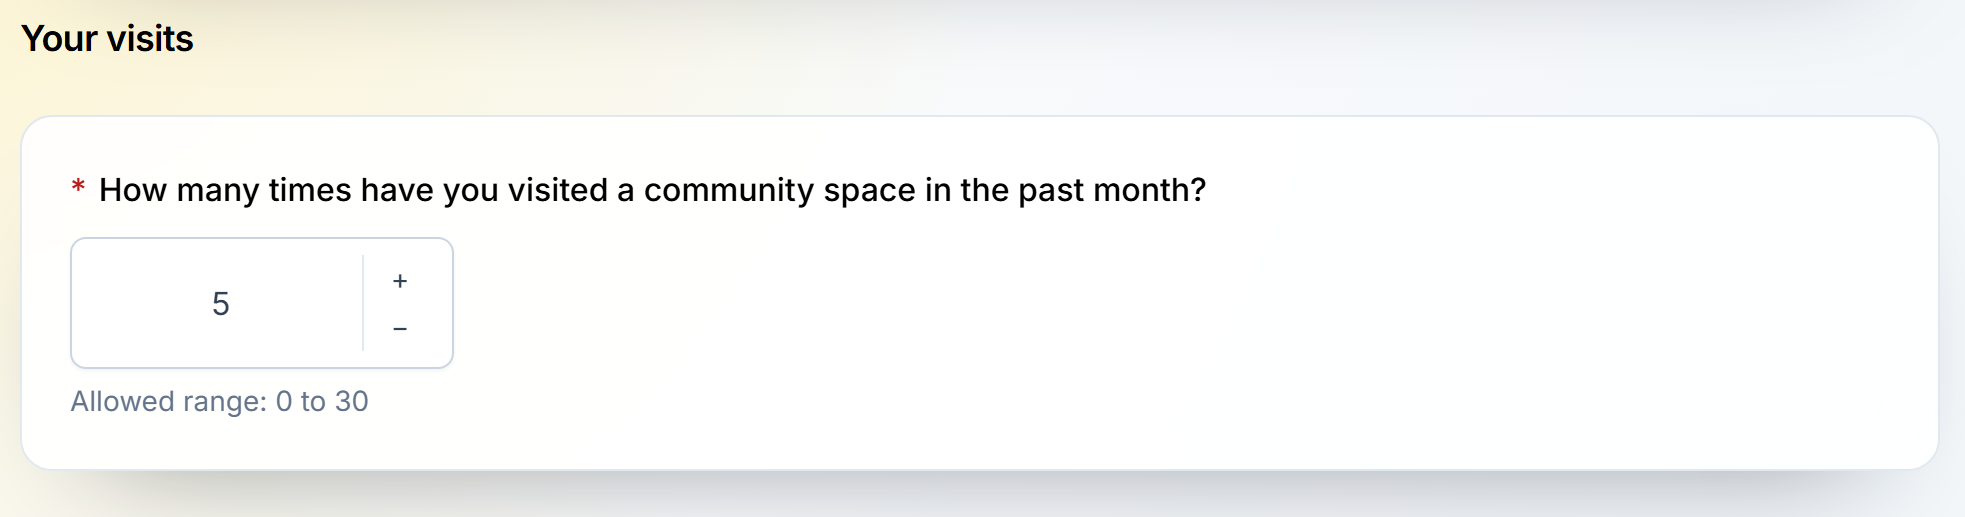 Your visits
* How many times have you visited a community space in the past month?
5
+
−
Allowed range: 0 to 30